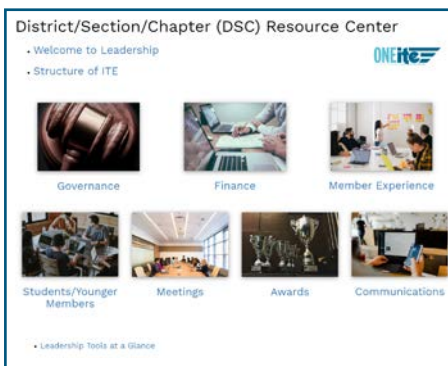 District/Section/Chapter (DSC) Resource Center
• Welcome to Leadership
• Structure of ITE
ONEite
Governance
Finance
Member Experience
Students/Younger
Members
Meetings
Awards
Communications
• Leadership Tools at a Glance